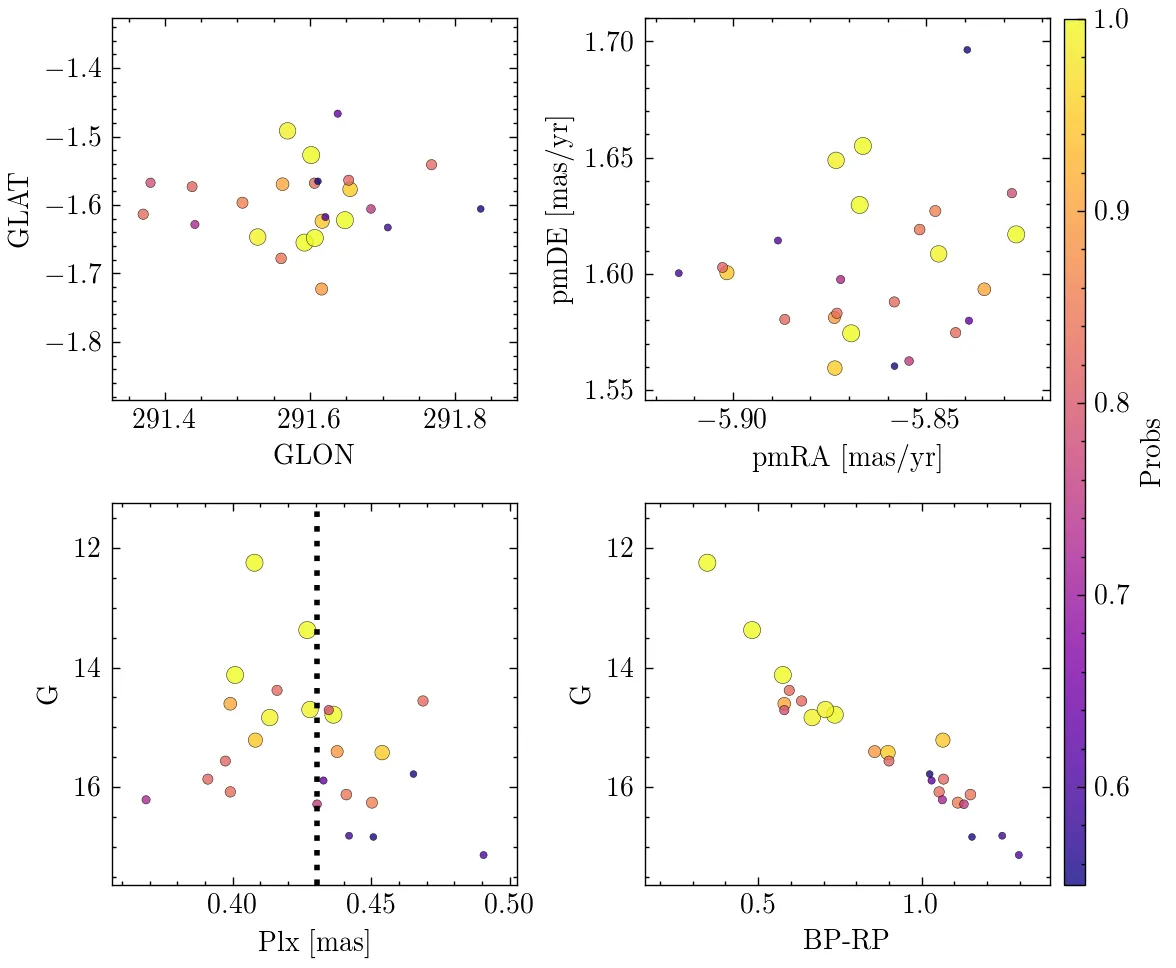 −1.4
−1.5
−1.6
−1.7
−1.8
GLAT
291.4 291.6 291.8
GLON
1.70
1.65
1.60
1.55
pmDE [mas/yr]
−5.90 −5.85
pmRA [mas/yr]
12
14
16
G
0.40 0.45 0.50
Plx [mas]
12
14
16
G
0.5 1.0
BP-RP
1.0
0.9
0.8
0.7
0.6
Probs